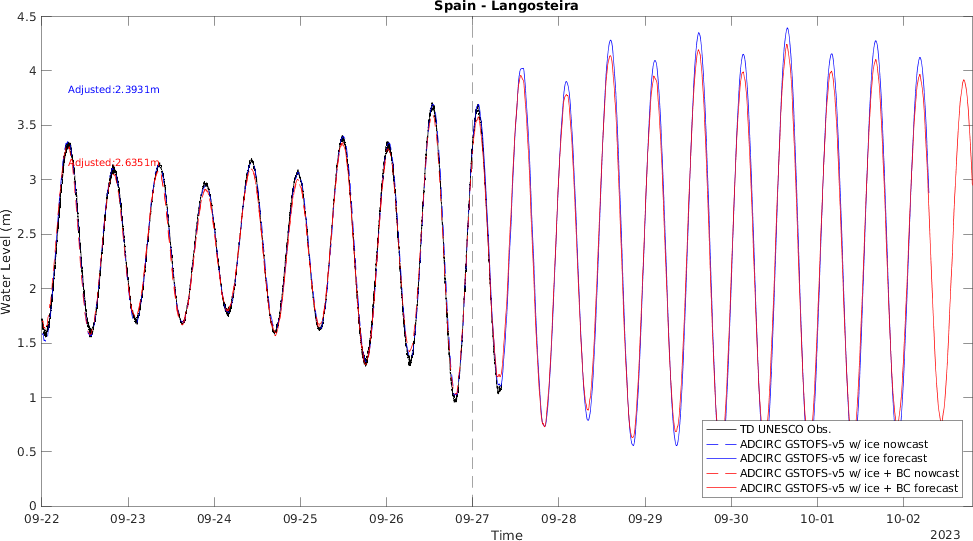 Spain - Langosteira
4.5
4
3.5
3
2.5
2
1.5
1
0.5
0
Water Level (m)
Adjusted:2.3931m
Adjusted:2.6351m
TD UNESCO Obs.
ADCIRC GSTOFS-v5 w/ ice nowcast
ADCIRC GSTOFS-v5 w/ ice forecast
ADCIRC GSTOFS-v5 w/ ice + BC nowcast
ADCIRC GSTOFS-v5 w/ ice + BC forecast
09-22 09-23 09-24 09-25 09-26 09-27 09-28 09-29 09-30 10-01 10-02
Time
2023